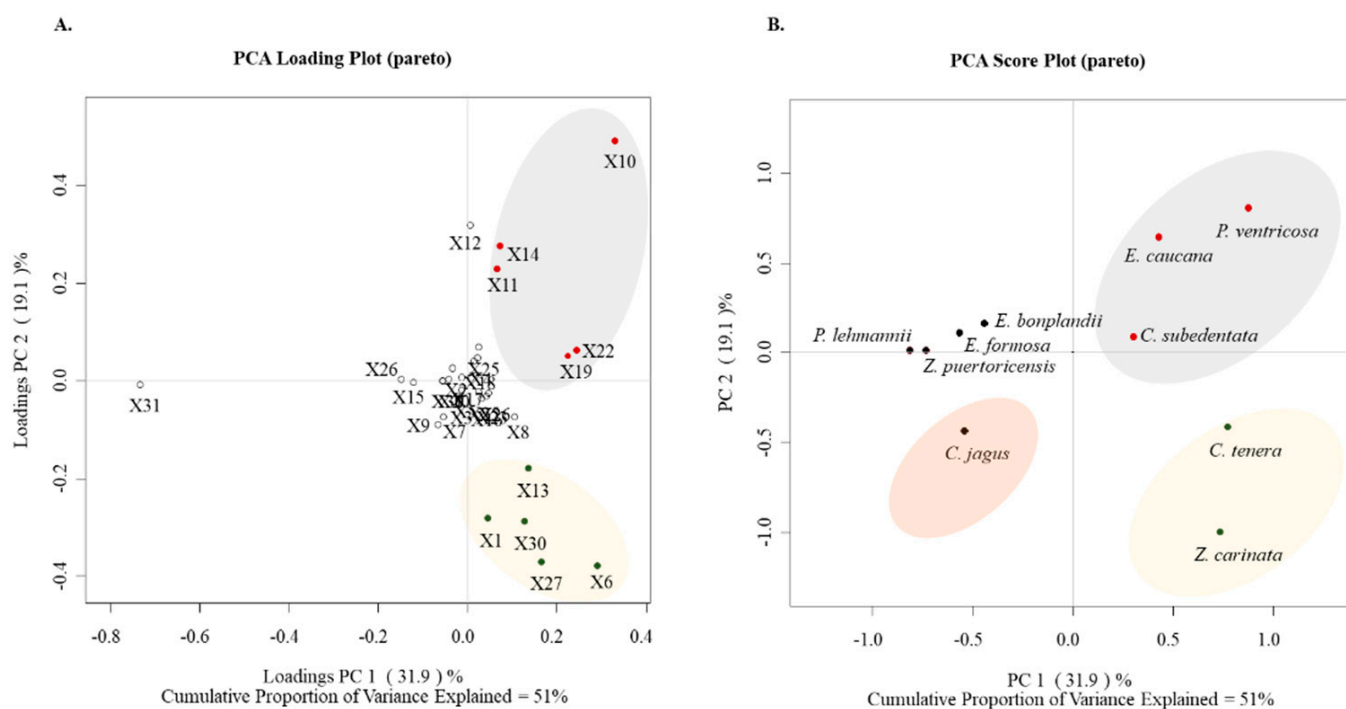 A.
PCA Loading Plot (pareto)
Loadings PC 2 ( 19.1 )%
0.4
0.2
0.0
-0.2
-0.4
X10
X12
X14
X11
X22
X19
X26
X25
X15
X31
X9
X7
X8
X13
X1
X30
X27
X6
-0.8 -0.6 -0.4 -0.2 0.0 0.2 0.4
Loadings PC 1 ( 31.9 ) %
Cumulative Proportion of Variance Explained = 51%
B.
PCA Score Plot (pareto)
PC 2 ( 19.1 )%
1.0
0.5
0.0
-0.5
-1.0
P. ventricosa
E. caucana
E. bonplandii
P. lehmannii
C. subedentata
E. formosa
Z. puertoricensis
C. jagus
C. tenera
Z. carinata
-1.0 -0.5 0.0 0.5 1.0
PC 1 ( 31.9 ) %
Cumulative Proportion of Variance Explained = 51%